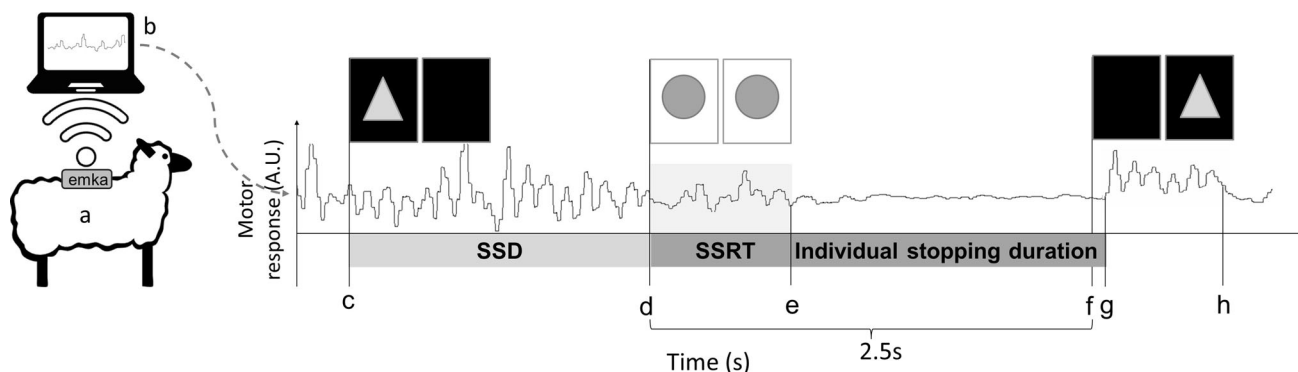 b
emka
a
Motor
response (A.U.)
SSD
SSRT
Individual stopping duration
c
d
e
f
g
h
2.5s
Time (s)